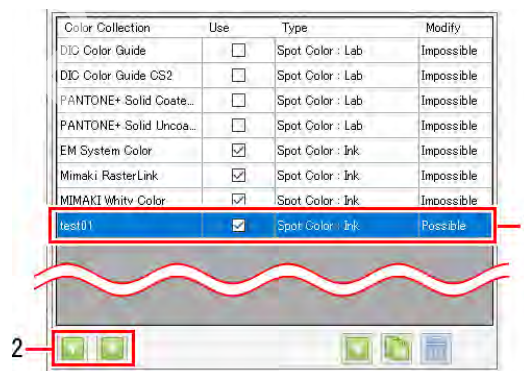 Color Collection Use Type Modify
DIC Color Guide Spot Color : Lab Impossible
DIC Color Guide CS2 Spot Color : Lab Impossible
PANTONE+ Solid Coate... Spot Color : Lab Impossible
PANTONE+ Solid Uncoa... Spot Color : Lab Impossible
EM System Color Spot Color : Ink Impossible
Mimaki RasterLink Spot Color : Ink Impossible
MIMAKI Whity Color Spot Color : Ink Impossible
test01 Spot Color : Ink Possible
2